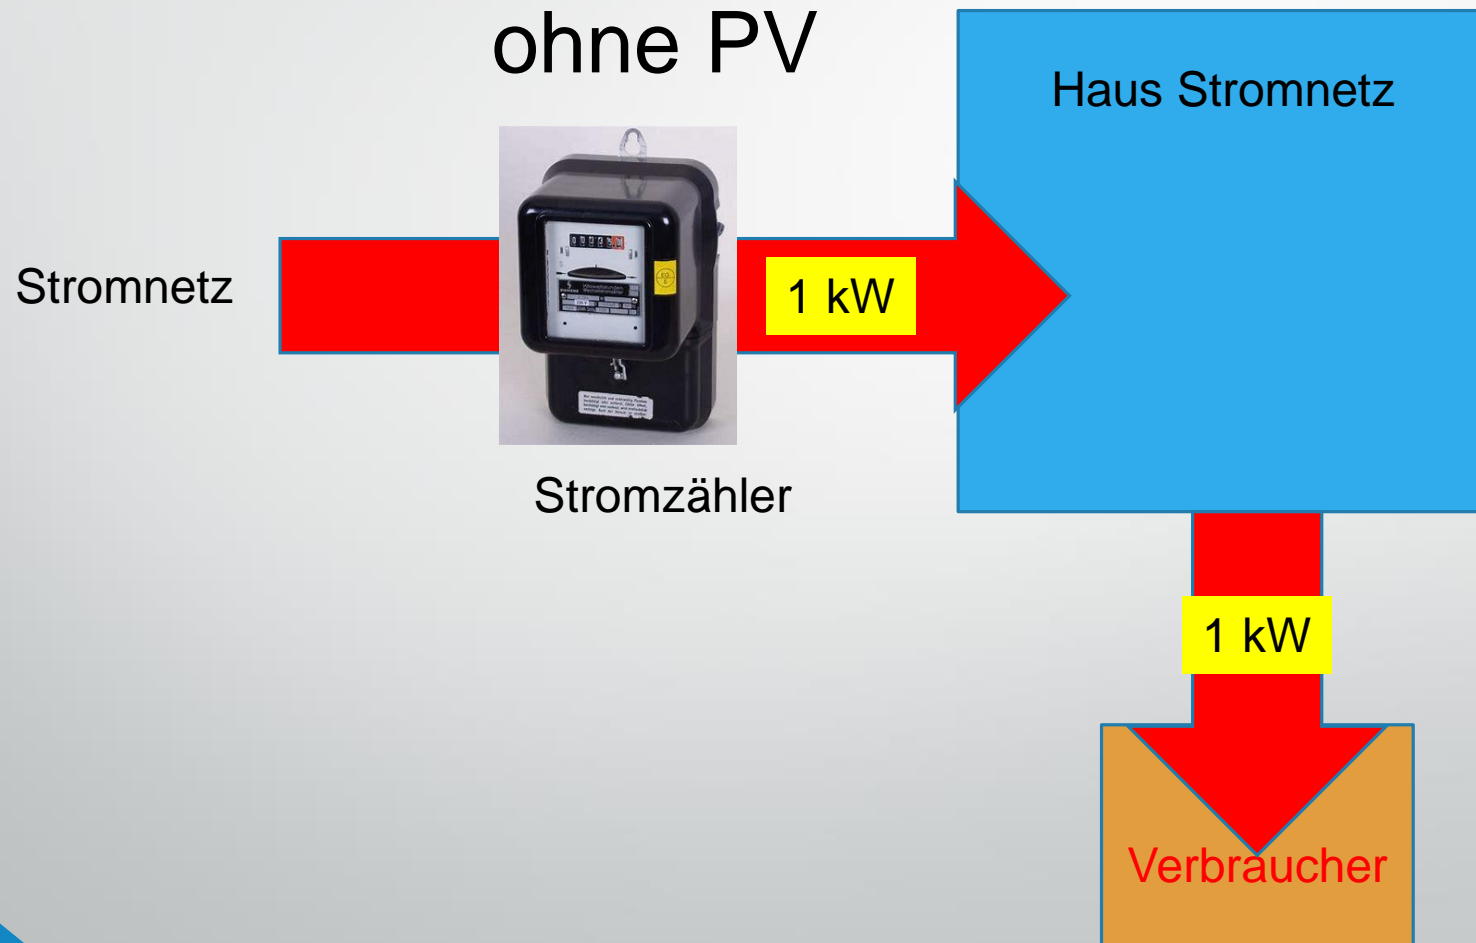 ohne PV
Haus Stromnetz
Stromnetz
1 kW
Stromzähler
1 kW
Verbraucher